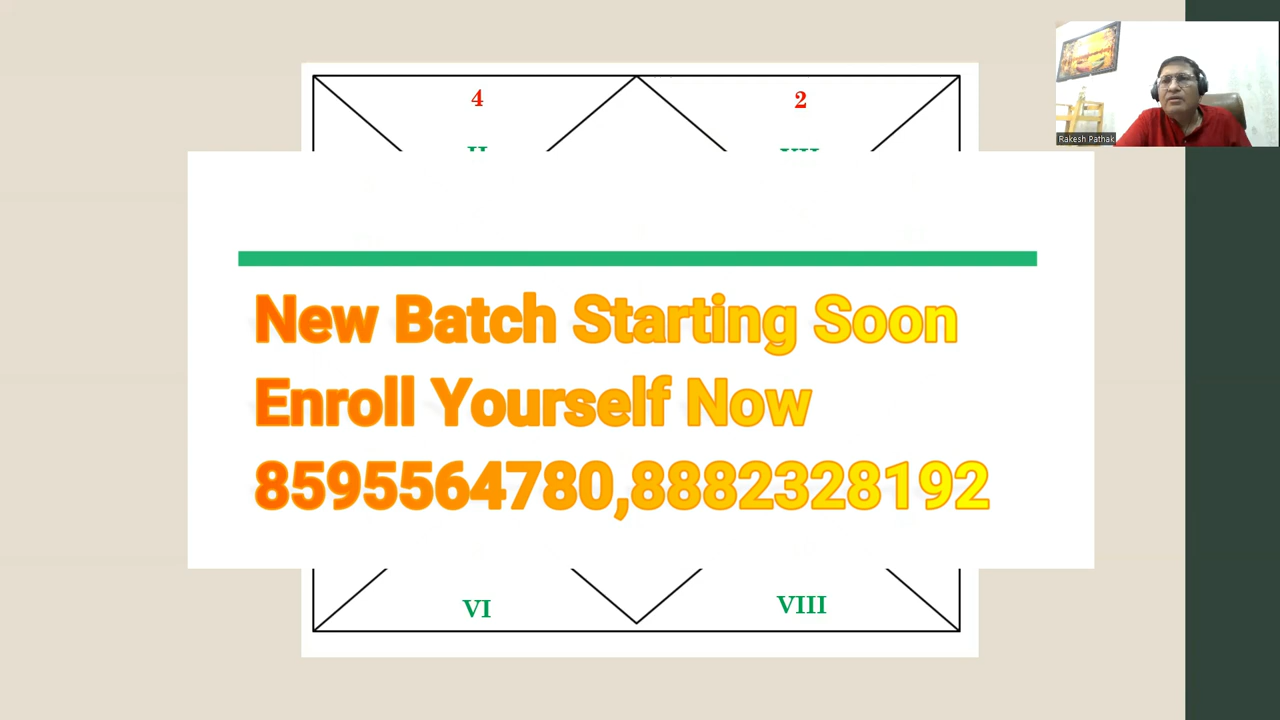 4
2
Rakesh Pathak
New Batch Starting Soon
Enroll Yourself Now
8595564780,8882328192
VI
VIII